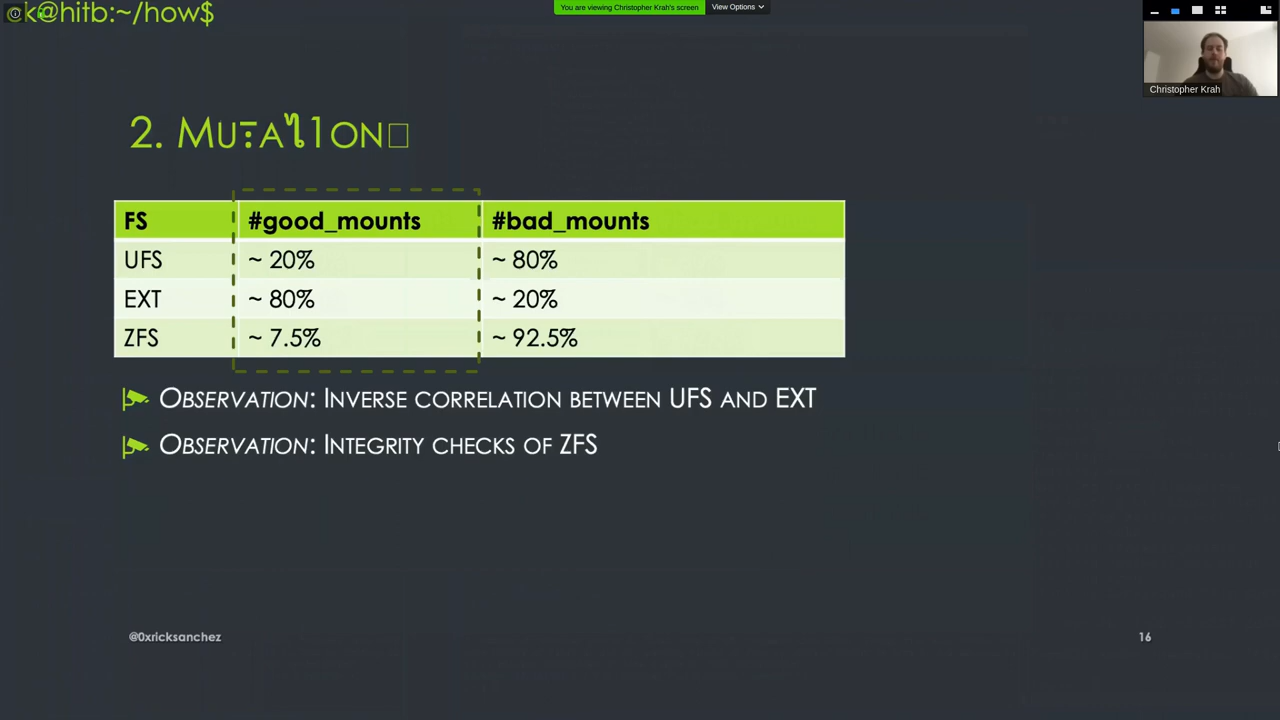 ck@hitb:~/how$
You are viewing Christopher Krah's screen
View Options
Christopher Krah
FS #good_mounts #bad_mounts
UFS ~ 20% ~ 80%
EXT ~ 80% ~ 20%
ZFS ~ 7.5% ~ 92.5%
Observation: Inverse correlation between UFS and EXT
Observation: Integrity checks of ZFS
@0xricksanchez
16